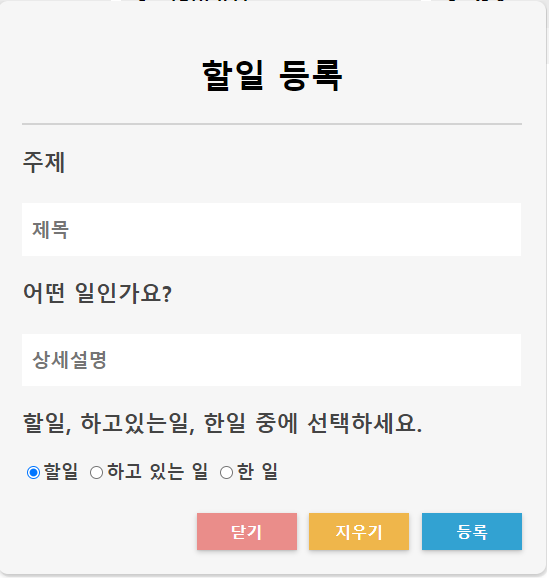 할일 등록
주제
제목
어떤 일인가요?
상세설명
할일, 하고있는일, 한일 중에 선택하세요.
할일 하고 있는 일 한 일
닫기 지우기 등록